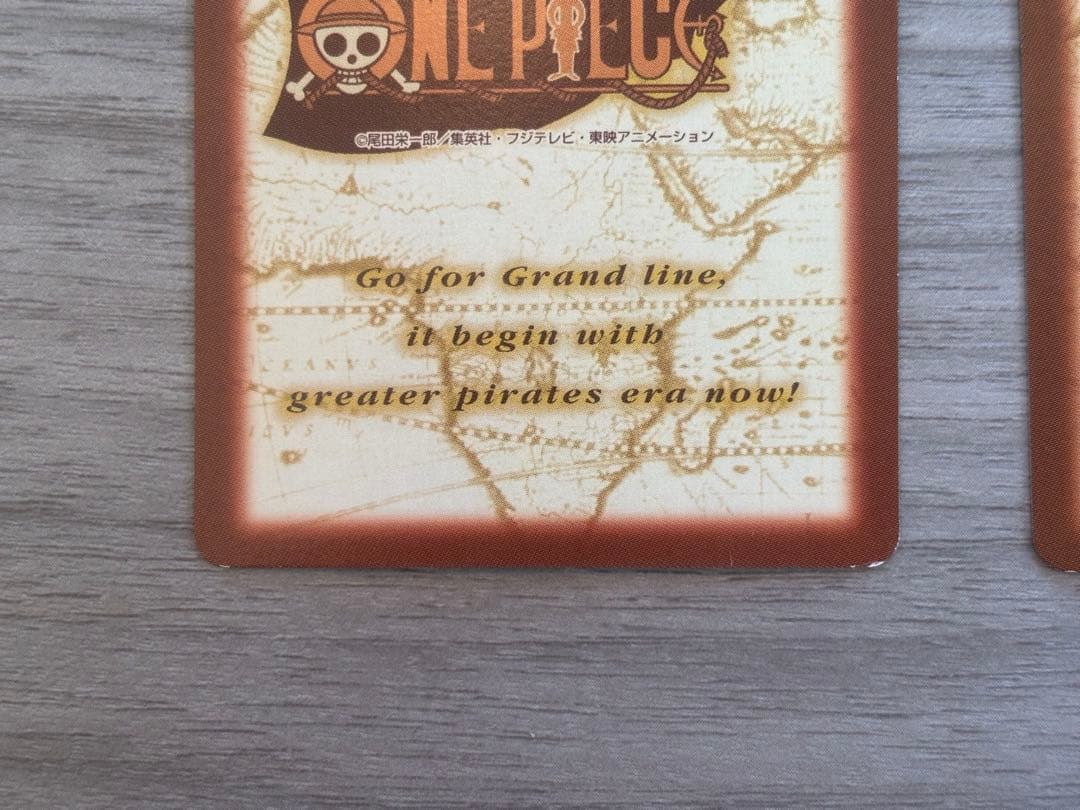 ONE PIECE
©尾田栄一郎／集英社・フジテレビ・東映アニメーション
Go for Grand line,
it begin with
greater pirates era now!